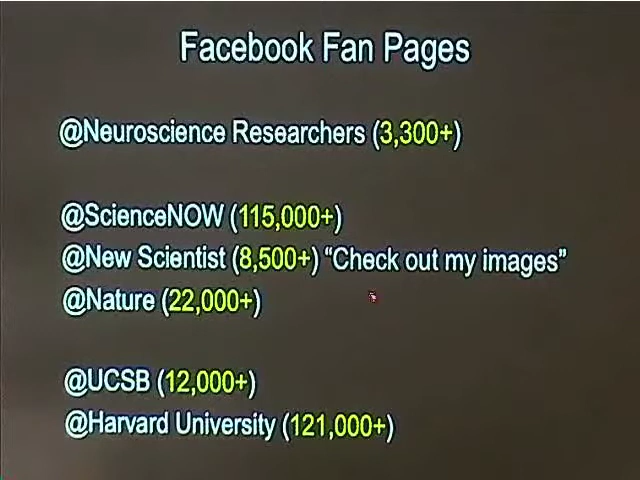 Facebook Fan Pages
@Neuroscience Researchers (3,300+)
@ScienceNOW (115,000+)
@New Scientist (8,500+) “Check out my images”
@Nature (22,000+)
@UCSB (12,000+)
@Harvard University (121,000+)